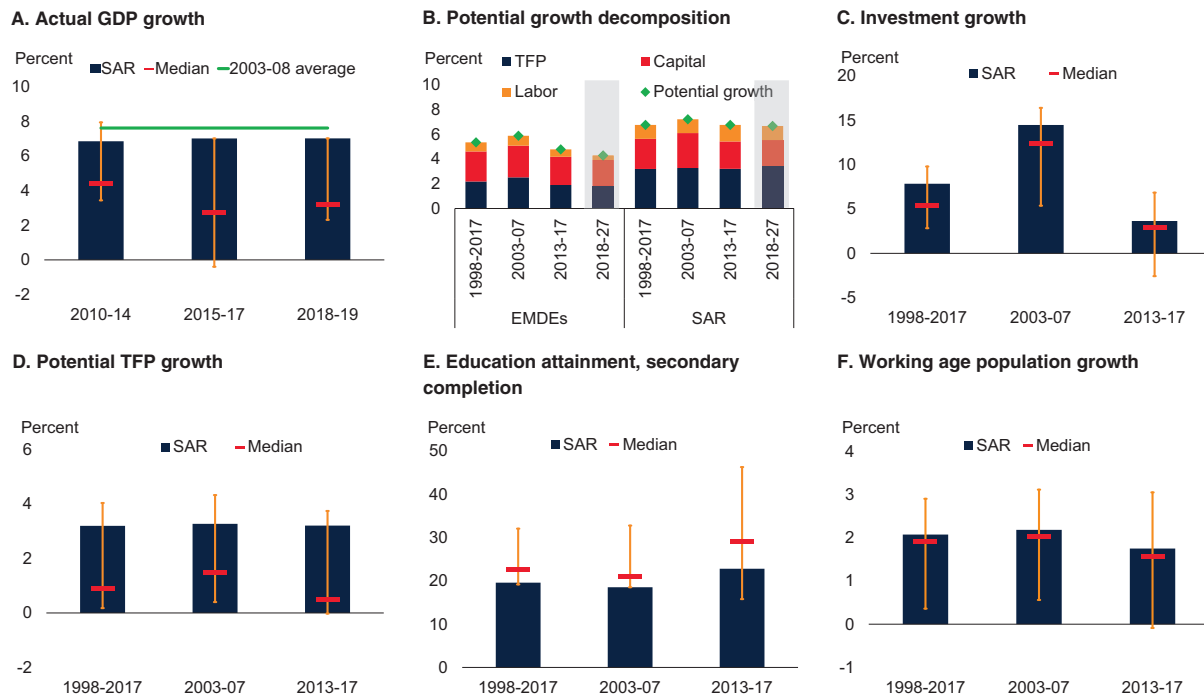 A. Actual GDP growth
Percent
SAR Median 2003-08 average
10
8
6
4
2
0
-2
2010-14 2015-17 2018-19
B. Potential growth decomposition
Percent
TFP Capital
Labor Potential growth
10
8
6
4
2
0
1998-2017 2003-07 2013-17 2018-27 1998-2017 2003-07 2013-17 2018-27
EMDEs SAR
C. Investment growth
Percent
SAR Median
20
15
10
5
0
-5
1998-2017 2003-07 2013-17
D. Potential TFP growth
Percent
SAR Median
6
4
2
0
-2
1998-2017 2003-07 2013-17
E. Education attainment, secondary
completion
Percent
SAR Median
50
40
30
20
10
0
1998-2017 2003-07 2013-17
F. Working age population growth
Percent
SAR Median
4
3
2
1
0
-1
1998-2017 2003-07 2013-17